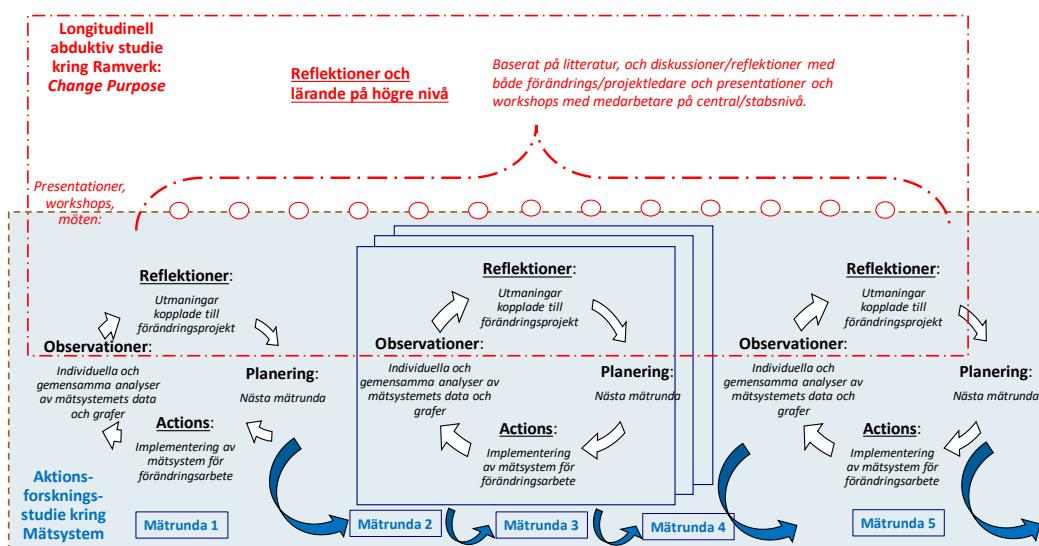 Longitudinell
abduktiv studie
kring Ramverk:
Change Purpose
Reflektioner och
lärande på högre nivå
Baserat på litteratur, och diskussioner/reflektioner med
både förändrings/projektledare och presentationer och
workshops med medarbetare på central/stabsnivå.
Presentationer,
workshops,
möten:
Reflektioner:
Utmaningar
kopplade till
förändringsprojekt
Observationer:
Individuella och
gemensamma analyser
av mätsystemets data
och grafer
Planering:
Nästa mätrunda
Actions:
Implementering av
mätsystem för
förändringsarbete
Reflektioner:
Utmaningar
kopplade till
förändringsprojekt
Observationer:
Individuella och
gemensamma analyser av
mätsystemets data och
grafer
Planering:
Nästa mätrunda
Actions:
Implementering
av mätsystem för
förändringsarbete
Reflektioner:
Utmaningar
kopplade till
förändringsprojekt
Observationer:
Individuella och
gemensamma analyser av
mätsystemets data och
grafer
Planering:
Nästa mätrunda
Actions:
Implementering
av mätsystem för
förändringsarbete
Aktions-
forsknings-
studie kring
Mätsystem
Mätrunda 1
Mätrunda 2
Mätrunda 3
Mätrunda 4
Mätrunda 5